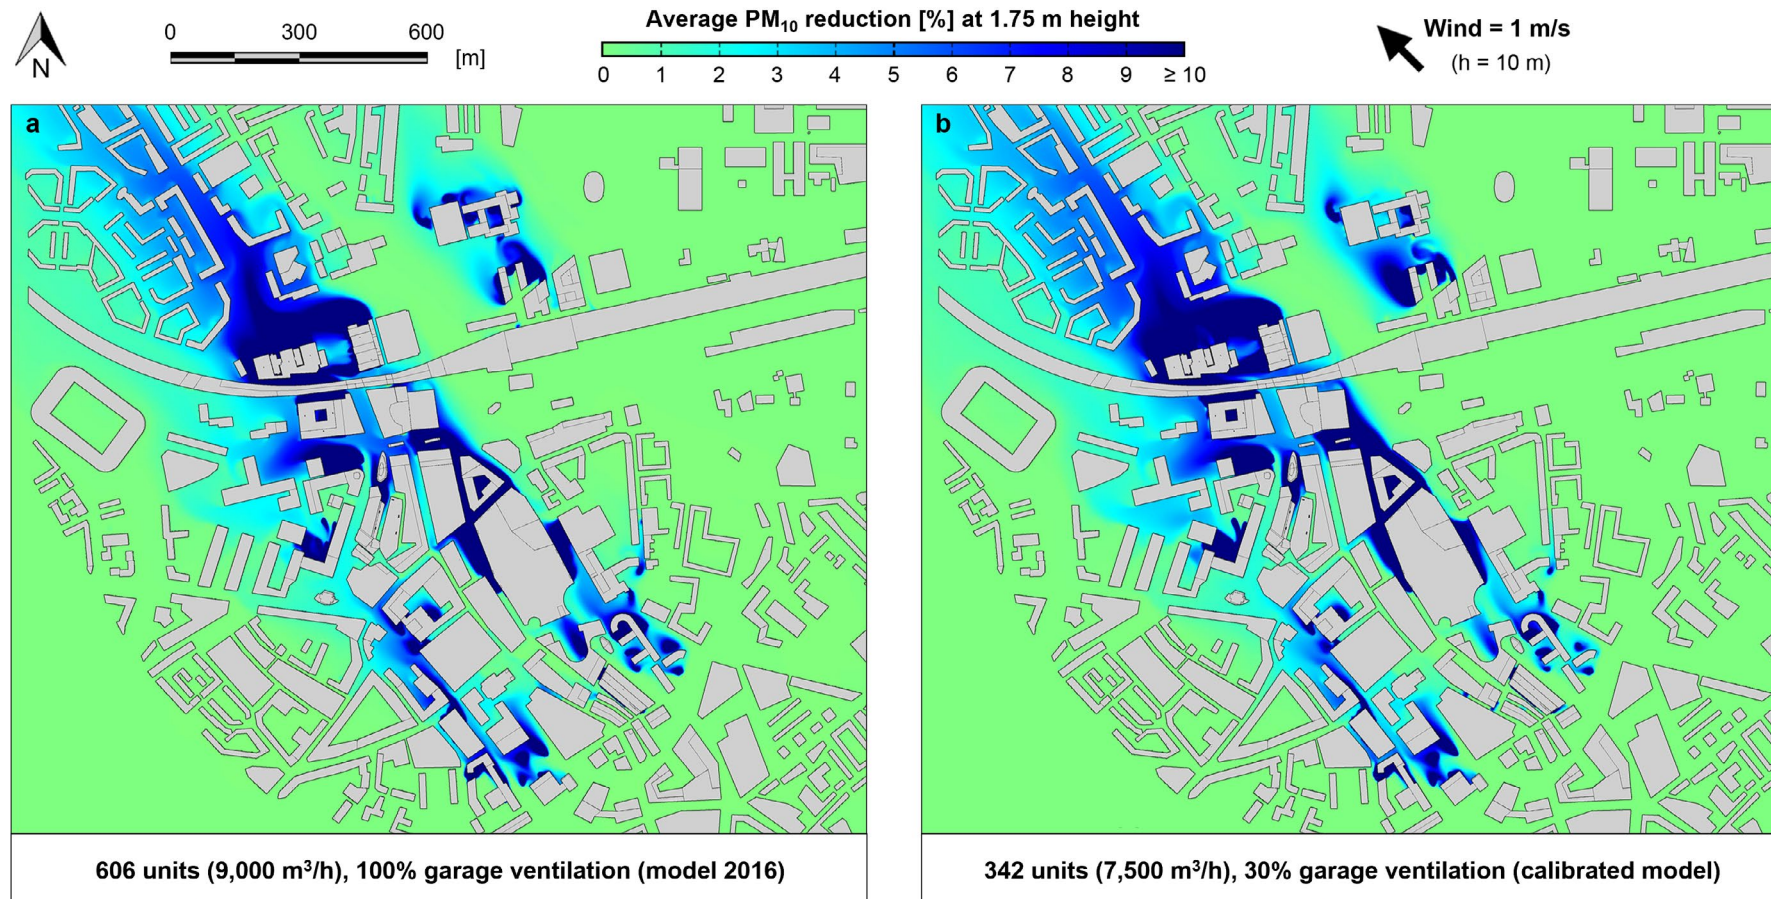 N
0 300 600
[m]
Average PM₁₀ reduction [%] at 1.75 m height
0 1 2 3 4 5 6 7 8 9 ≥ 10
Wind = 1 m/s
(h = 10 m)
a
b
606 units (9,000 m³/h), 100% garage ventilation (model 2016)
342 units (7,500 m³/h), 30% garage ventilation (calibrated model)